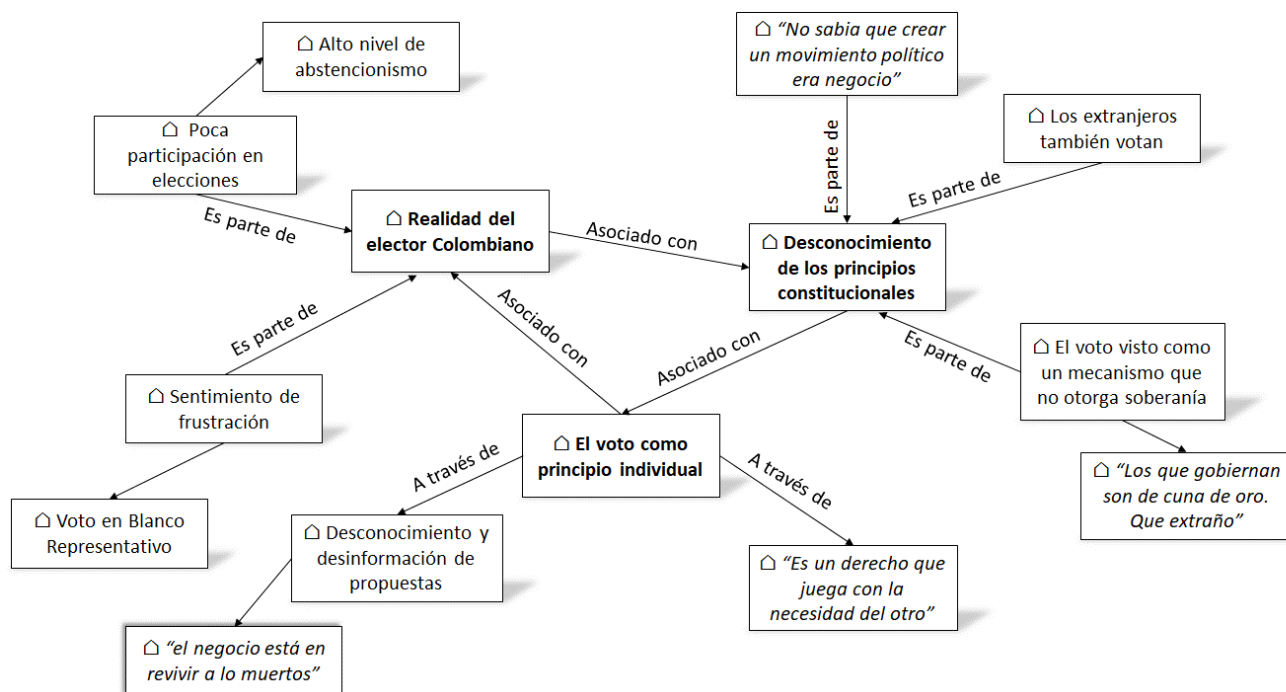 ⌂ Alto nivel de
abstencionismo
⌂ "No sabia que crear
un movimiento político
era negocio"
⌂ Poca
participación en
elecciones
⌂ Los extranjeros
también votan
Es parte de
Es parte de
Es parte de
⌂ Realidad del
elector Colombiano
Asociado con
⌂ Desconocimiento
de los principios
constitucionales
Es parte de
Asociado con
Asociado con
Es parte de
⌂ El voto visto como
un mecanismo que
no otorga soberanía
⌂ Sentimiento de
frustración
⌂ El voto como
principio individual
A través de
A través de
⌂ "Los que gobiernan
son de cuna de oro.
Que extraño"
⌂ Voto en Blanco
Representativo
⌂ Desconocimiento y
desinformación de
propuestas
⌂ "Es un derecho que
juega con la
necesidad del otro"
⌂ "el negocio está en
revivir a lo muertos"